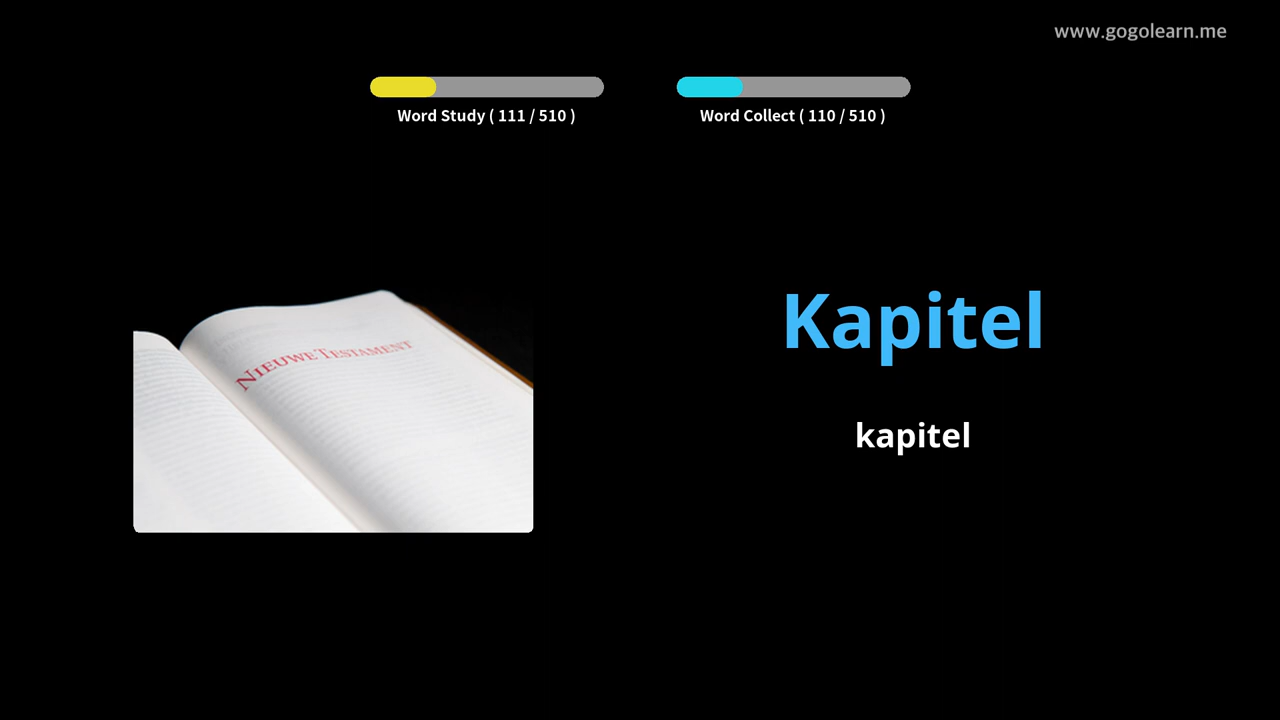 www.gogolearn.me
Word Study ( 111 / 510 )
Word Collect ( 110 / 510 )
NIEUWE TESTAMENT
Kapitel
kapitel